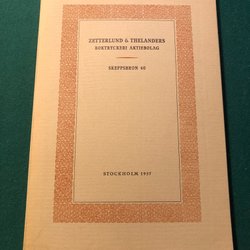 ZETTERLUND & THELANDERS
BOKTRYCKERI AKTIEBOLAG
SKEPPSBRON 40
STOCKHOLM 1937